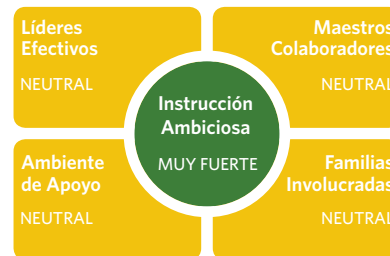 Líderes
Efectivos
NEUTRAL
Maestros
Colaboradores
NEUTRAL
Instrucción
Ambiciosa
MUY FUERTE
Ambiente
de Apoyo
NEUTRAL
Familias
Involucradas
NEUTRAL